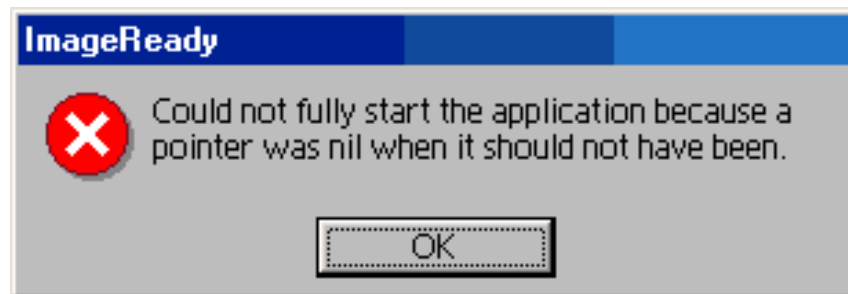 ImageReady
Could not fully start the application because a
pointer was nil when it should not have been.
OK